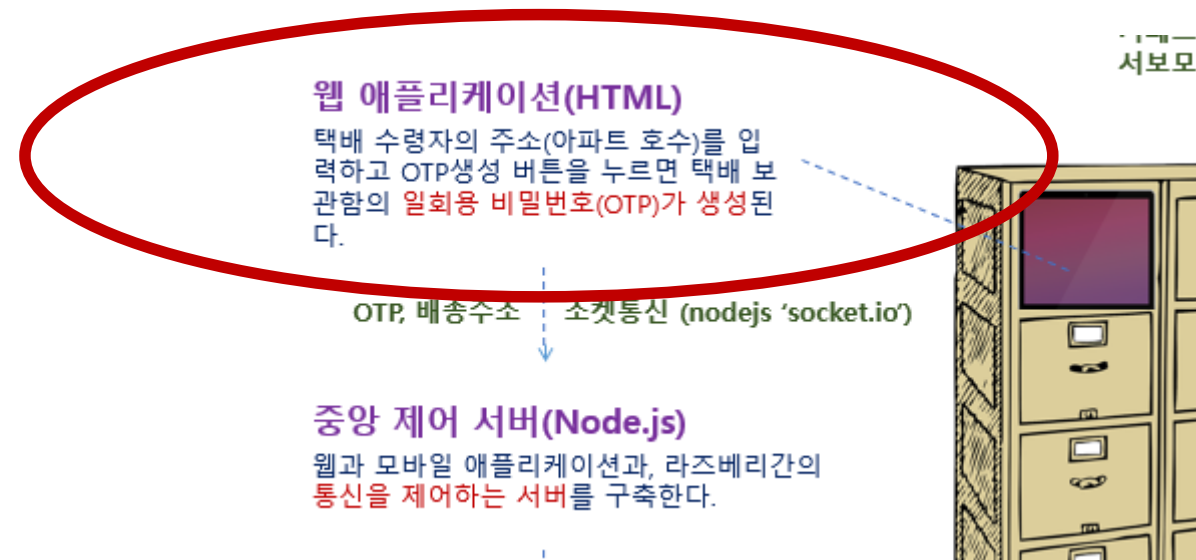 서보모
웹 애플리케이션(HTML)
택배 수령자의 주소(아파트 호수)를 입
력하고 OTP생성 버튼을 누르면 택배 보
관함의 일회용 비밀번호(OTP)가 생성된
다.
OTP, 배송수소 소켓통신 (nodejs ‘socket.io’)
중앙 제어 서버(Node.js)
웹과 모바일 애플리케이션과, 라즈베리간의
통신을 제어하는 서버를 구축한다.